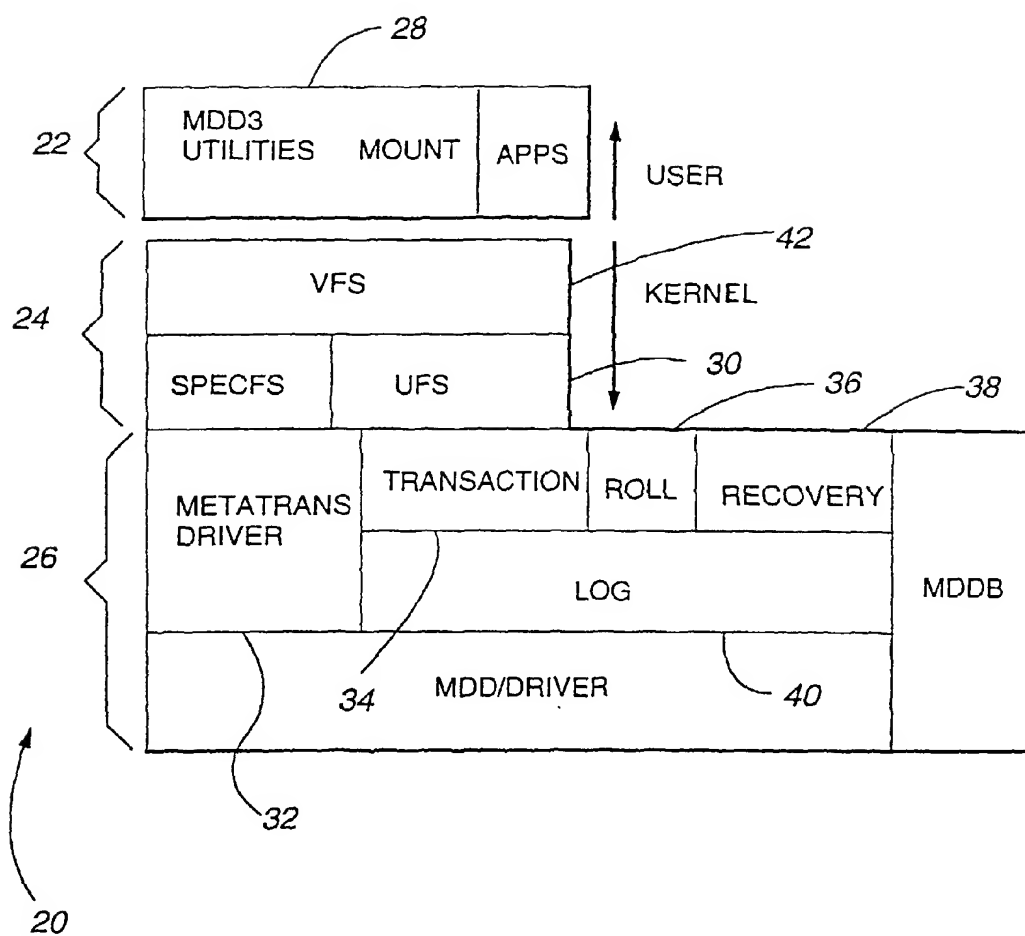 28
22
MDD3
UTILITIES MOUNT APPS
USER
42
24
VFS
KERNEL
30
SPECFS UFS
36
38
METATRANS
DRIVER
TRANSACTION ROLL RECOVERY
26
LOG
MDDB
34
MDD/DRIVER
40
32
20